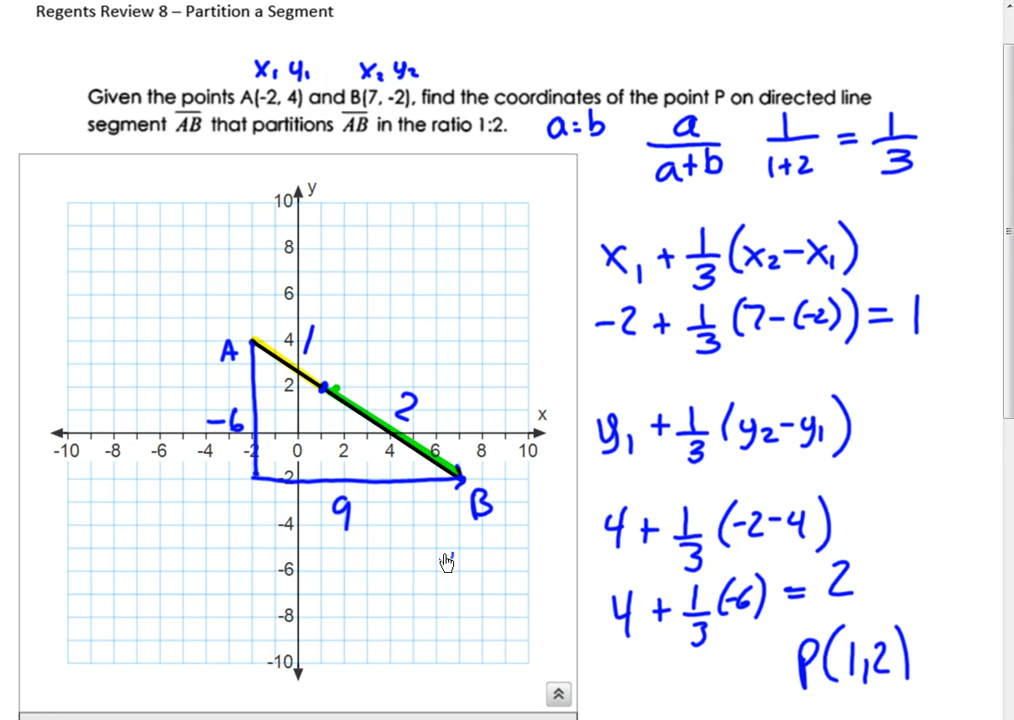 Regents Review 8 – Partition a Segment
x₁ y₁ x₂ y₂
Given the points A(-2, 4) and B(7, -2), find the coordinates of the point P on directed line
segment AB that partitions AB in the ratio 1:2.
a:b a/(a+b) 1/(1+2) = 1/3
x₁ + 1/3 (x₂-x₁)
-2 + 1/3 (7-(-2)) = 1
y₁ + 1/3 (y₂-y₁)
4 + 1/3 (-2-4)
4 + 1/3 (-6) = 2
P(1,2)
y
10
8
6
4
2
x
-10 -8 -6 -4 -2 0 2 4 6 8 10
-2
-4
-6
-8
-10
A
1
2
-6
9
B